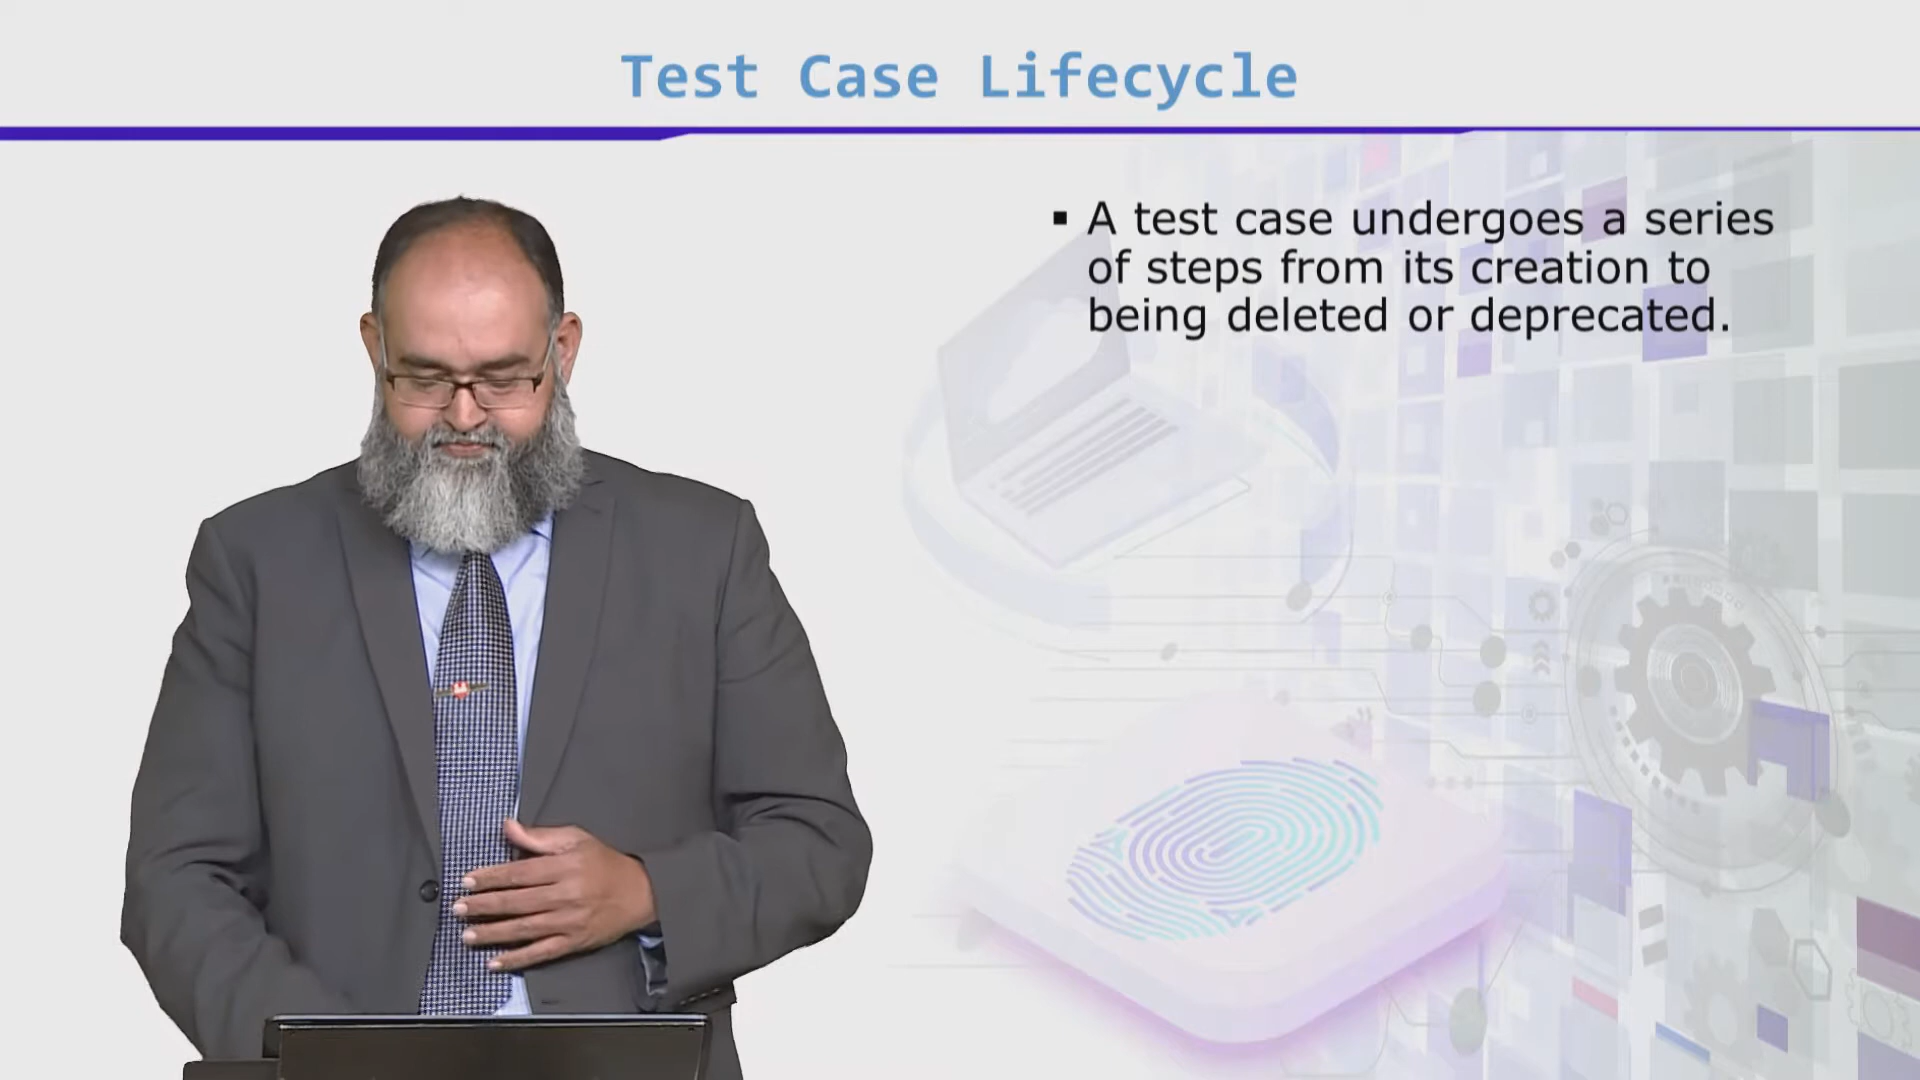 Test Case Lifecycle
▪ A test case undergoes a series
of steps from its creation to
being deleted or deprecated.